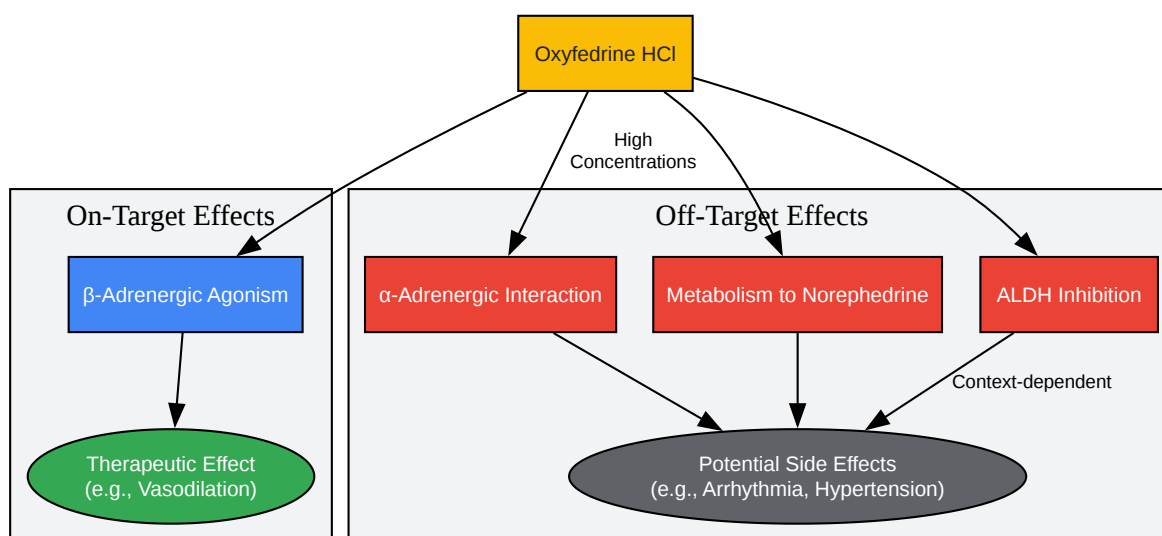 Oxyfedrine HCl
High
Concentrations
On-Target Effects
Off-Target Effects
β-Adrenergic Agonism
α-Adrenergic Interaction
Metabolism to Norephedrine
ALDH Inhibition
Context-dependent
Therapeutic Effect
(e.g., Vasodilation)
Potential Side Effects
(e.g., Arrhythmia, Hypertension)